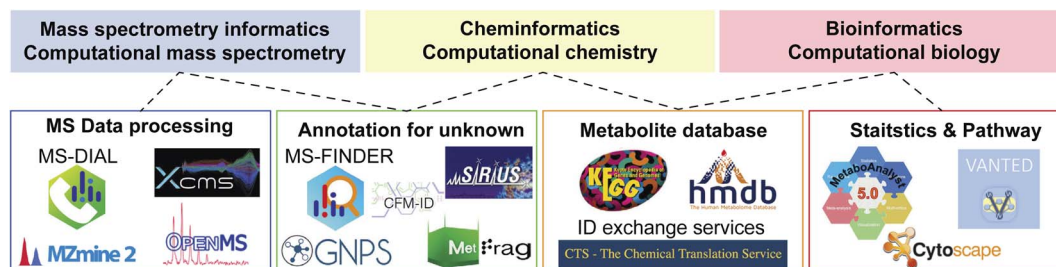 Mass spectrometry informatics
Computational mass spectrometry
Cheminformatics
Computational chemistry
Bioinformatics
Computational biology
MS Data processing
MS-DIAL
Xcms
MZmine 2
OPENMS
Annotation for unknown
MS-FINDER
SIRIUS
CFM-ID
GNPS
Met Frag
Metabolite database
KEGG
hmdb
The Human Metabolome Database
ID exchange services
CTS - The Chemical Translation Service
Staitstics & Pathway
MetaboAnalyst
5.0
VANTED
Cytoscape